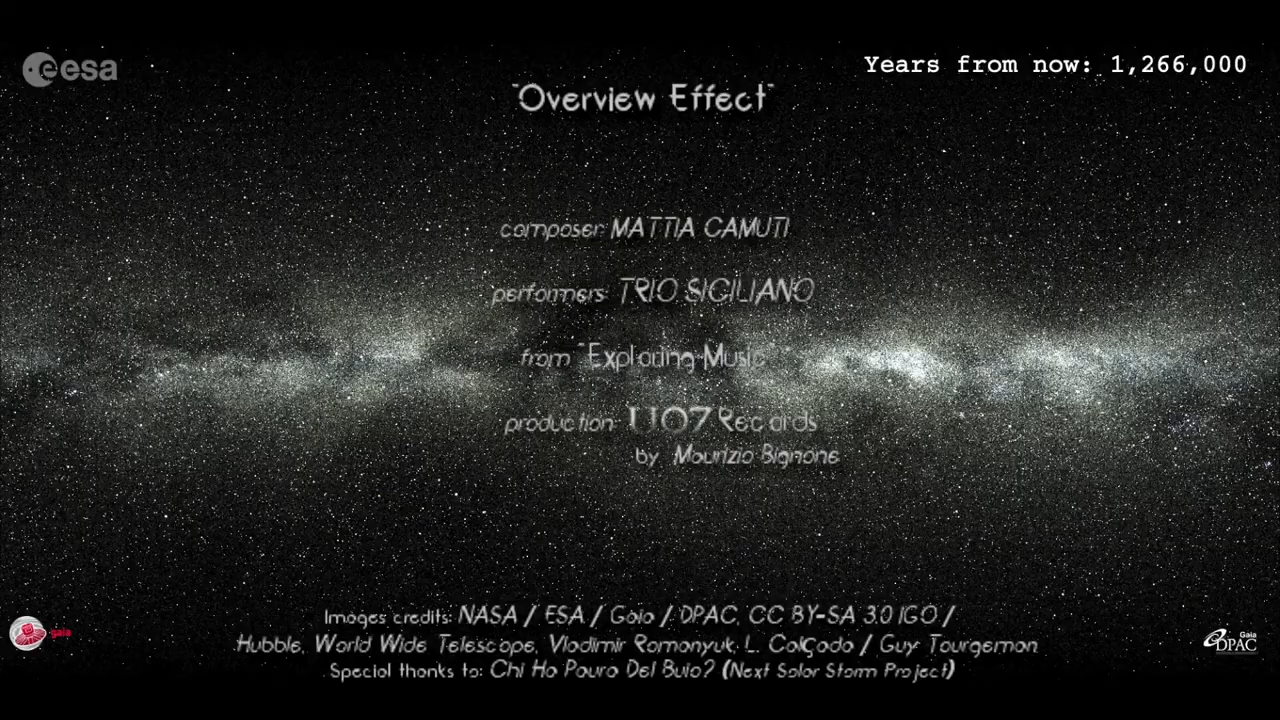 esa
Years from now: 1,266,000
"Overview Effect"
composer: MATTIA CAMUTI
performers: TRIO SICILIANO
from "Exploring Music"
production: 1107 Records
by Maurizio Bignone
Images credits: NASA / ESA / Gaia / DPAC, CC BY-SA 3.0 IGO /
Hubble, World Wide Telescope, Vladimir Romanyuk, L. Calçada / Guy Tourgeman
Special thanks to: Chi Ha Paura Del Buio? (Next Solar Storm Project)
gaia
Gaia
DPAC